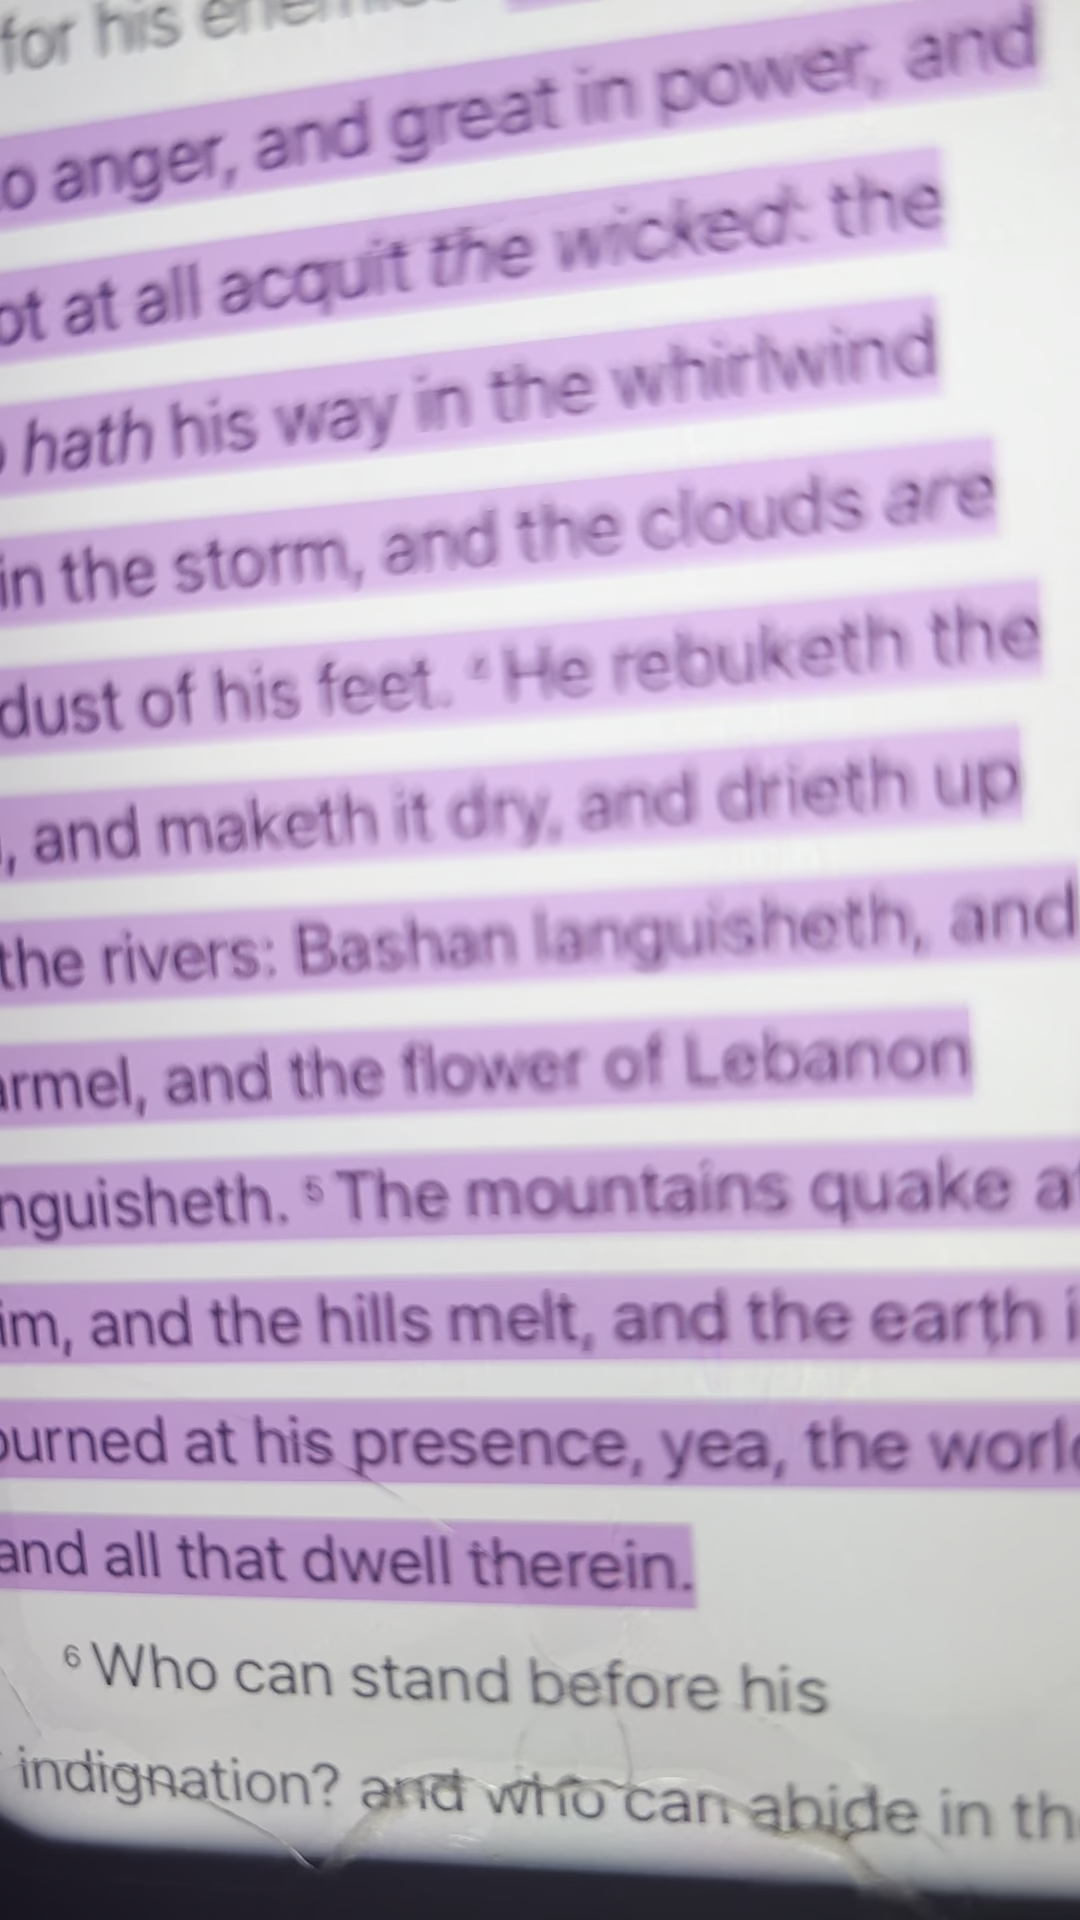 for his enemies
o anger, and great in power, and
ot at all acquit the wicked: the
hath his way in the whirlwind
in the storm, and the clouds are
dust of his feet. He rebuketh the
, and maketh it dry, and drieth up
the rivers: Bashan languisheth, and
armel, and the flower of Lebanon
nguisheth. 5 The mountains quake at
im, and the hills melt, and the earth i
burned at his presence, yea, the world
and all that dwell therein.
6 Who can stand before his
indignation? and who can abide in th